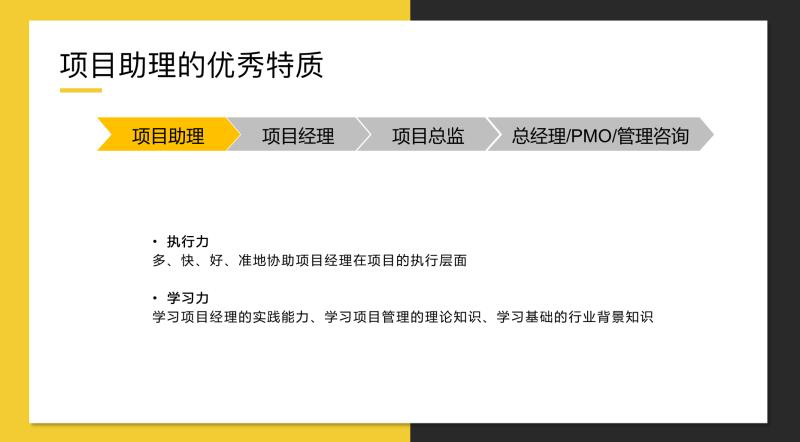 项目助理的优秀特质
项目助理 项目经理 项目总监 总经理/PMO/管理咨询
• 执行力
多、快、好、准地协助项目经理在项目的执行层面
• 学习力
学习项目经理的实践能力、学习项目管理的理论知识、学习基础的行业背景知识